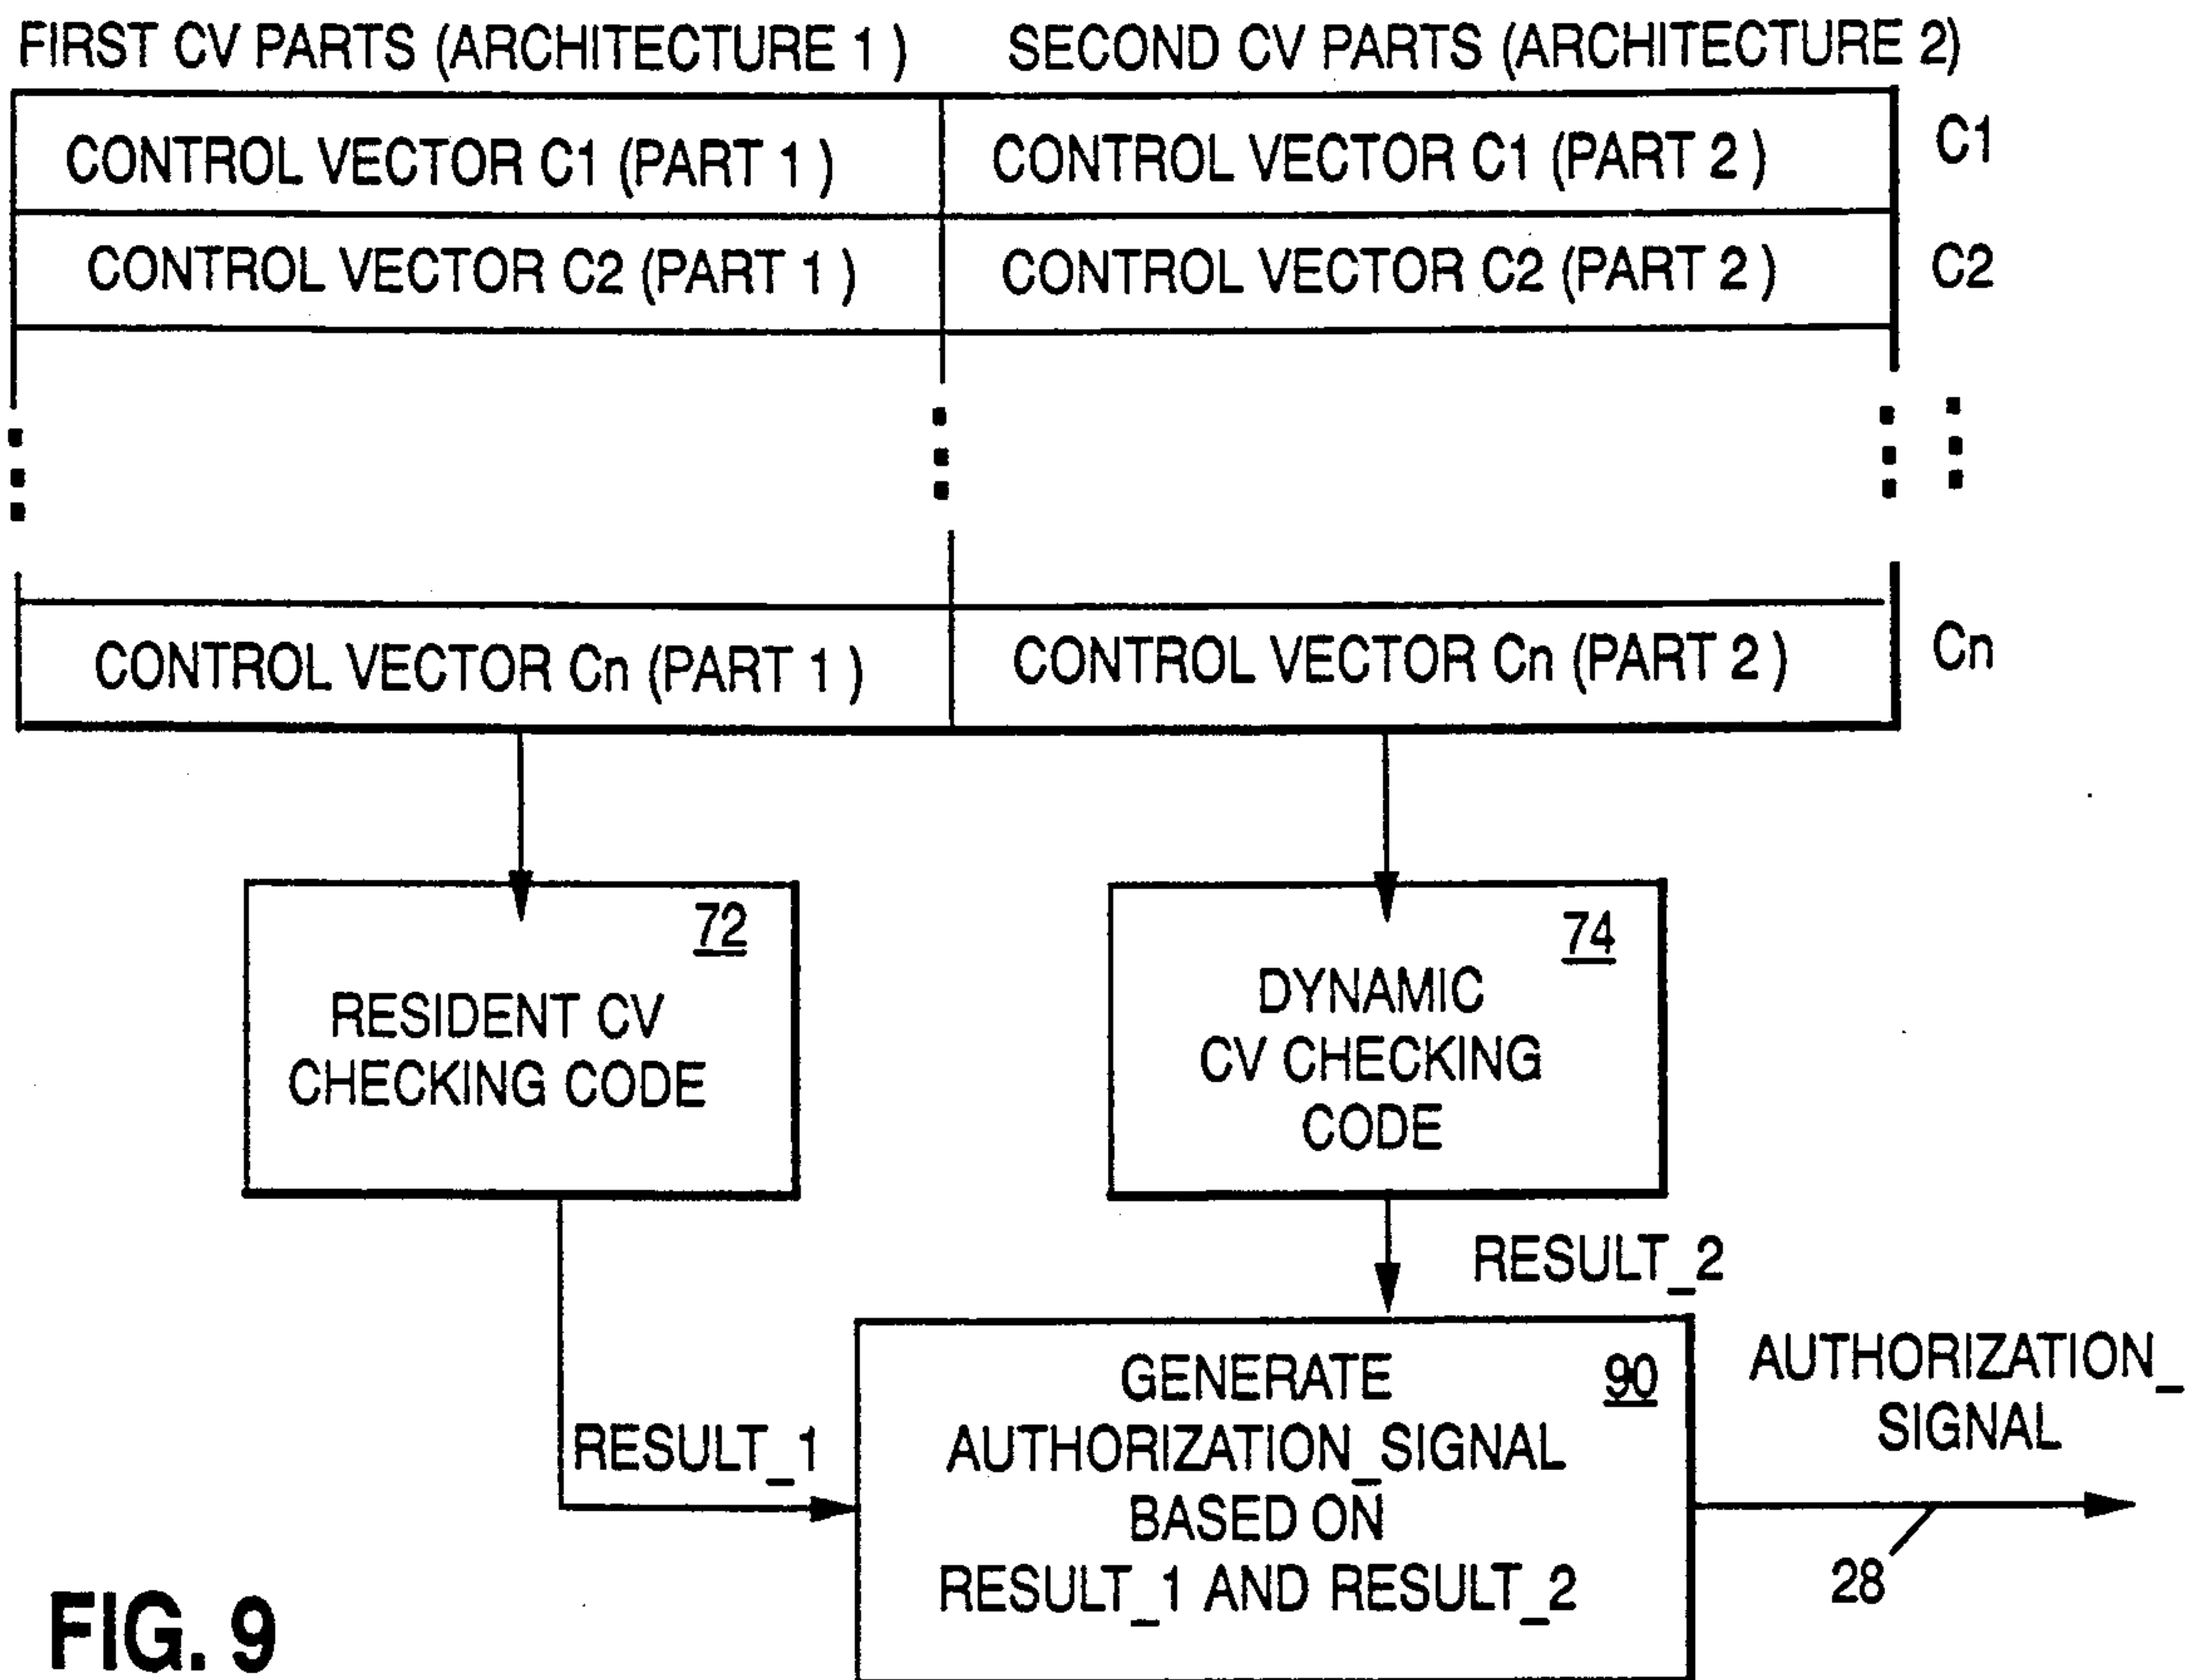 FIRST CV PARTS (ARCHITECTURE 1 ) SECOND CV PARTS (ARCHITECTURE 2)
CONTROL VECTOR C1 (PART 1 ) CONTROL VECTOR C1 (PART 2 ) C1
CONTROL VECTOR C2 (PART 1 ) CONTROL VECTOR C2 (PART 2 ) C2
CONTROL VECTOR Cn (PART 1 ) CONTROL VECTOR Cn (PART 2 ) Cn
72
RESIDENT CV
CHECKING CODE
74
DYNAMIC
CV CHECKING
CODE
RESULT_2
RESULT_1
GENERATE 90
AUTHORIZATION_SIGNAL
BASED ON
RESULT_1 AND RESULT_2
AUTHORIZATION_
SIGNAL
28
FIG. 9